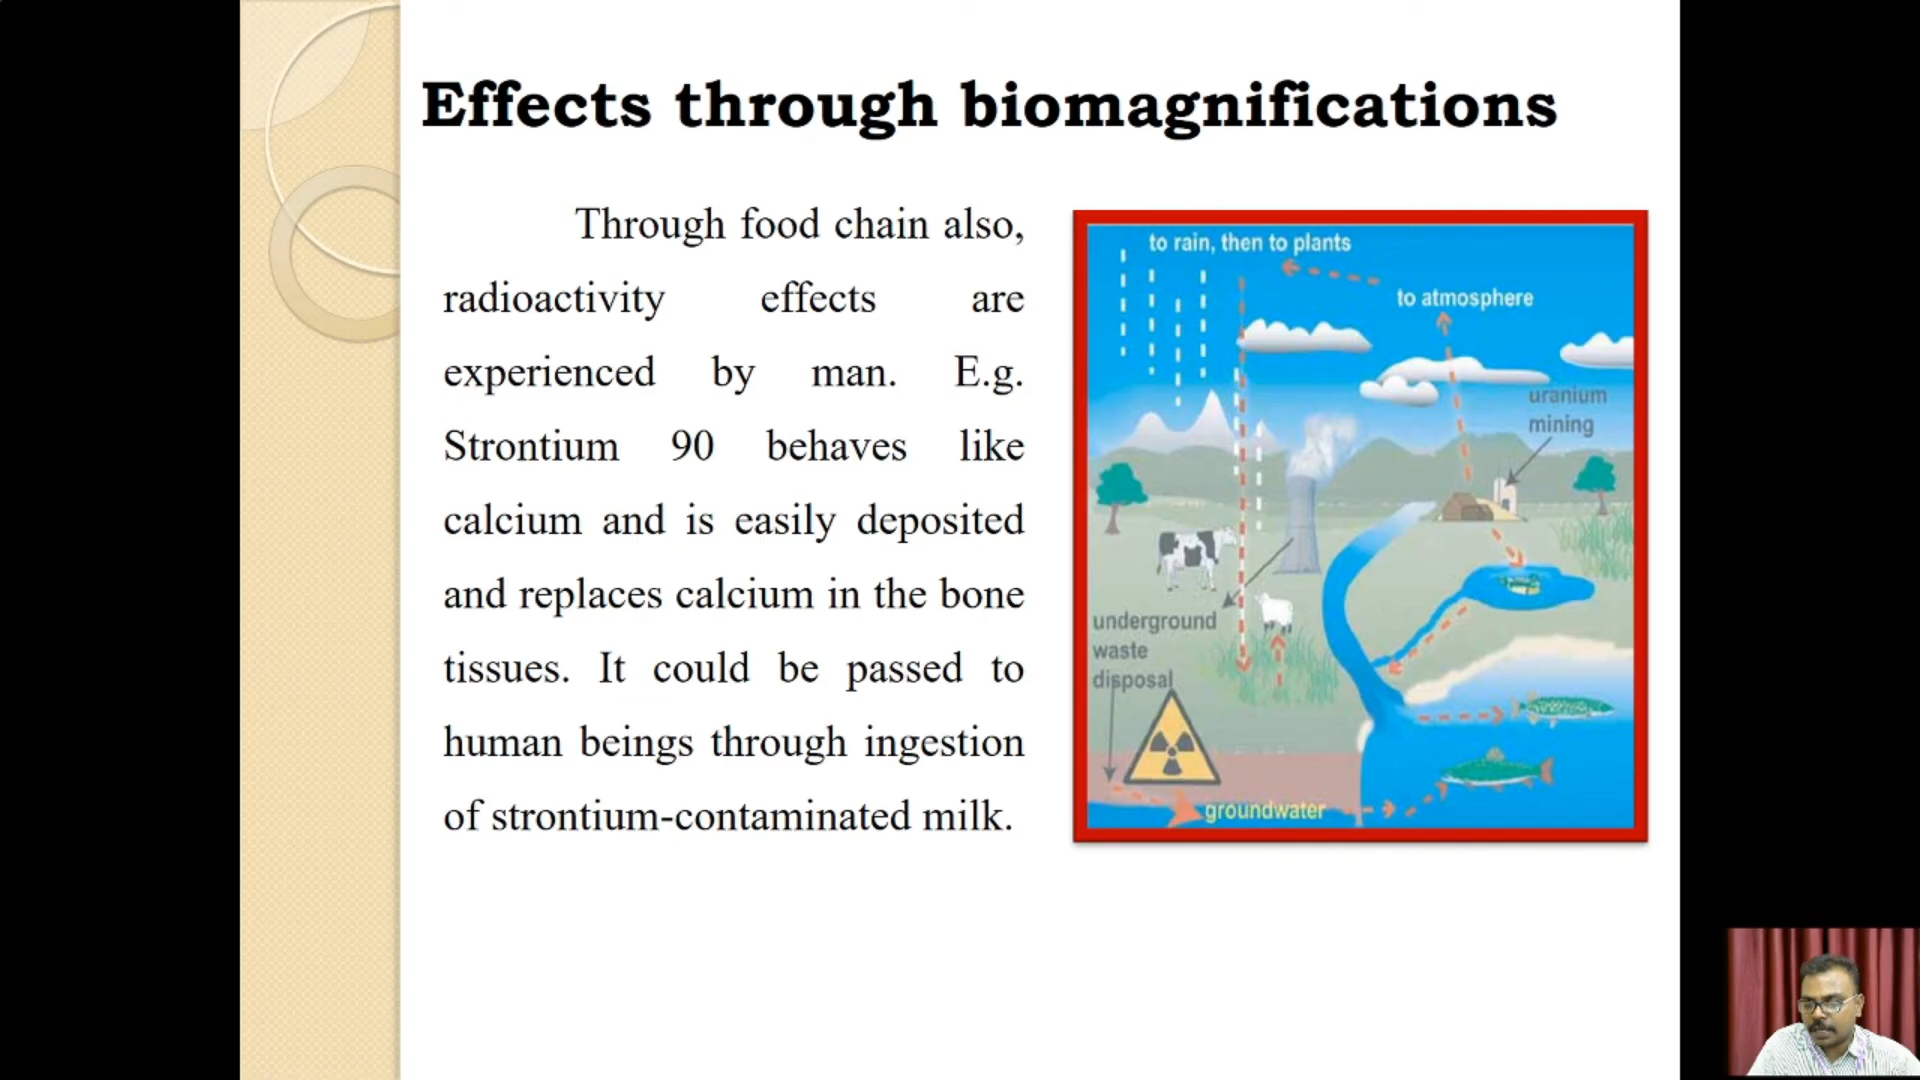 Effects through biomagnifications
Through food chain also,
radioactivity effects are
experienced by man. E.g.
Strontium 90 behaves like
calcium and is easily deposited
and replaces calcium in the bone
tissues. It could be passed to
human beings through ingestion
of strontium-contaminated milk.
to rain, then to plants
to atmosphere
uranium
mining
underground
waste
disposal
groundwater